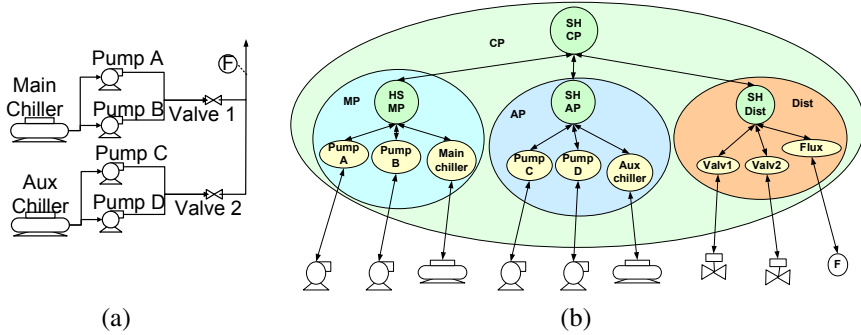 Pump A
F
Main
Chiller
Pump B
Valve 1
Pump C
Aux
Chiller
Pump D
Valve 2
(a)
SH
CP
CP
MP
HS
MP
Pump
A
Pump
B
Main
chiller
AP
SH
AP
Pump
C
Pump
D
Aux
chiller
Dist
SH
Dist
Valv1
Valv2
Flux
F
(b)